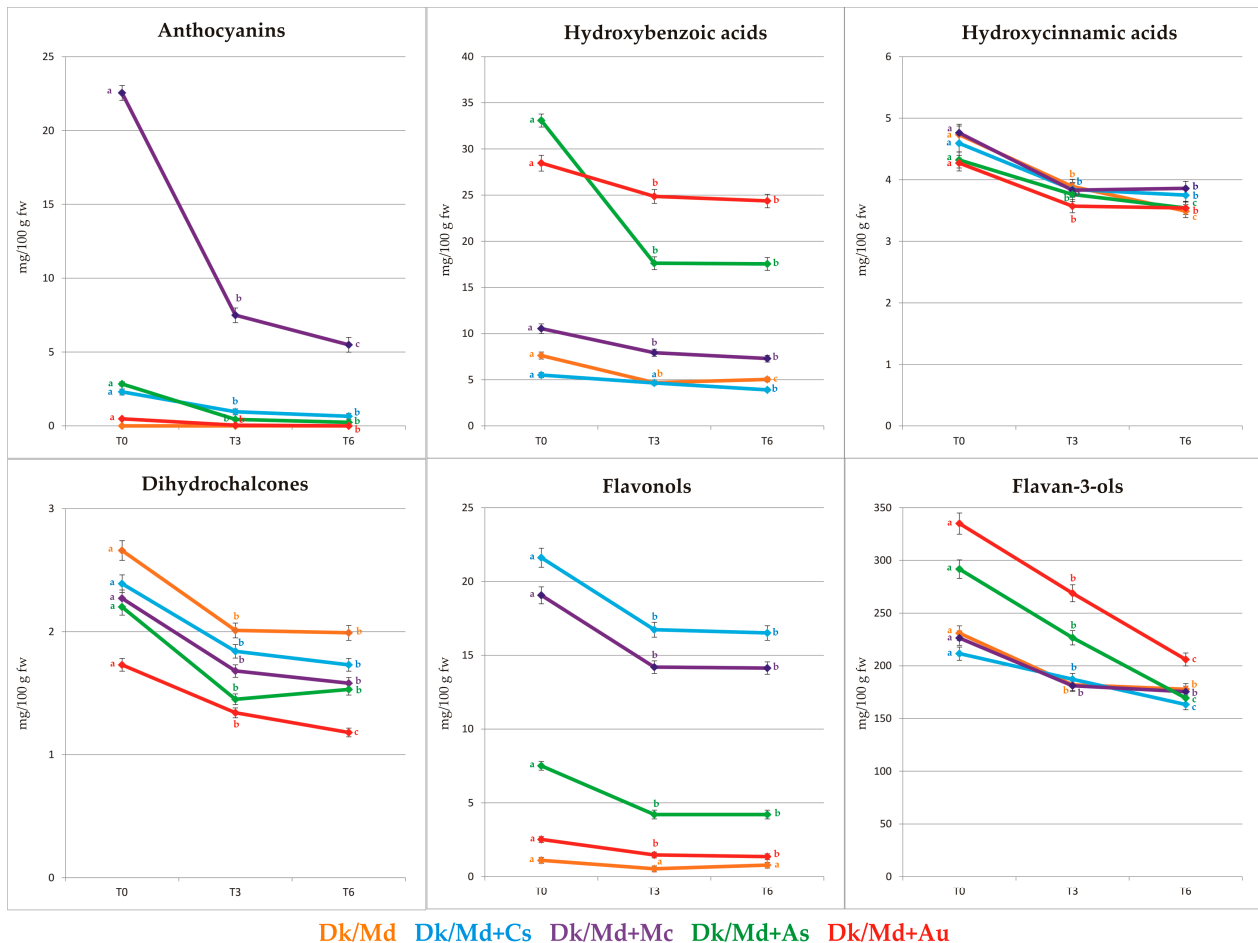 Anthocyanins
25
20
15
10
5
0
mg/100 g fw
a
b
c
a
a
b
b
a
b
b
b
b
b
T0
T3
T6
Hydroxybenzoic acids
40
35
30
25
20
15
10
5
0
mg/100 g fw
a
a
b
b
b
b
a
b
b
a
a
a b
c
b
T0
T3
T6
Hydroxycinnamic acids
6
5
4
3
2
1
0
mg/100 g fw
a
a
a
a
b
b
b
b
b
b
c
b
c
T0
T3
T6
Dihydrochalcones
3
2
1
0
mg/100 g fw
a
a
a
a
a
b
b
b
b
b
b
b
b
b
c
T0
T3
T6
Flavonols
25
20
15
10
5
0
a
a
b
b
b
b
a
b
b
a
b
b
a
a
a
T0
T3
T6
Flavan-3-ols
350
300
250
200
150
100
50
0
mg/100 g fw
a
a
a
a
a
b
b
b
b
b
c
b
b
c
c
T0
T3
T6
Dk/Md Dk/Md+Cs Dk/Md+Mc Dk/Md+As Dk/Md+Au